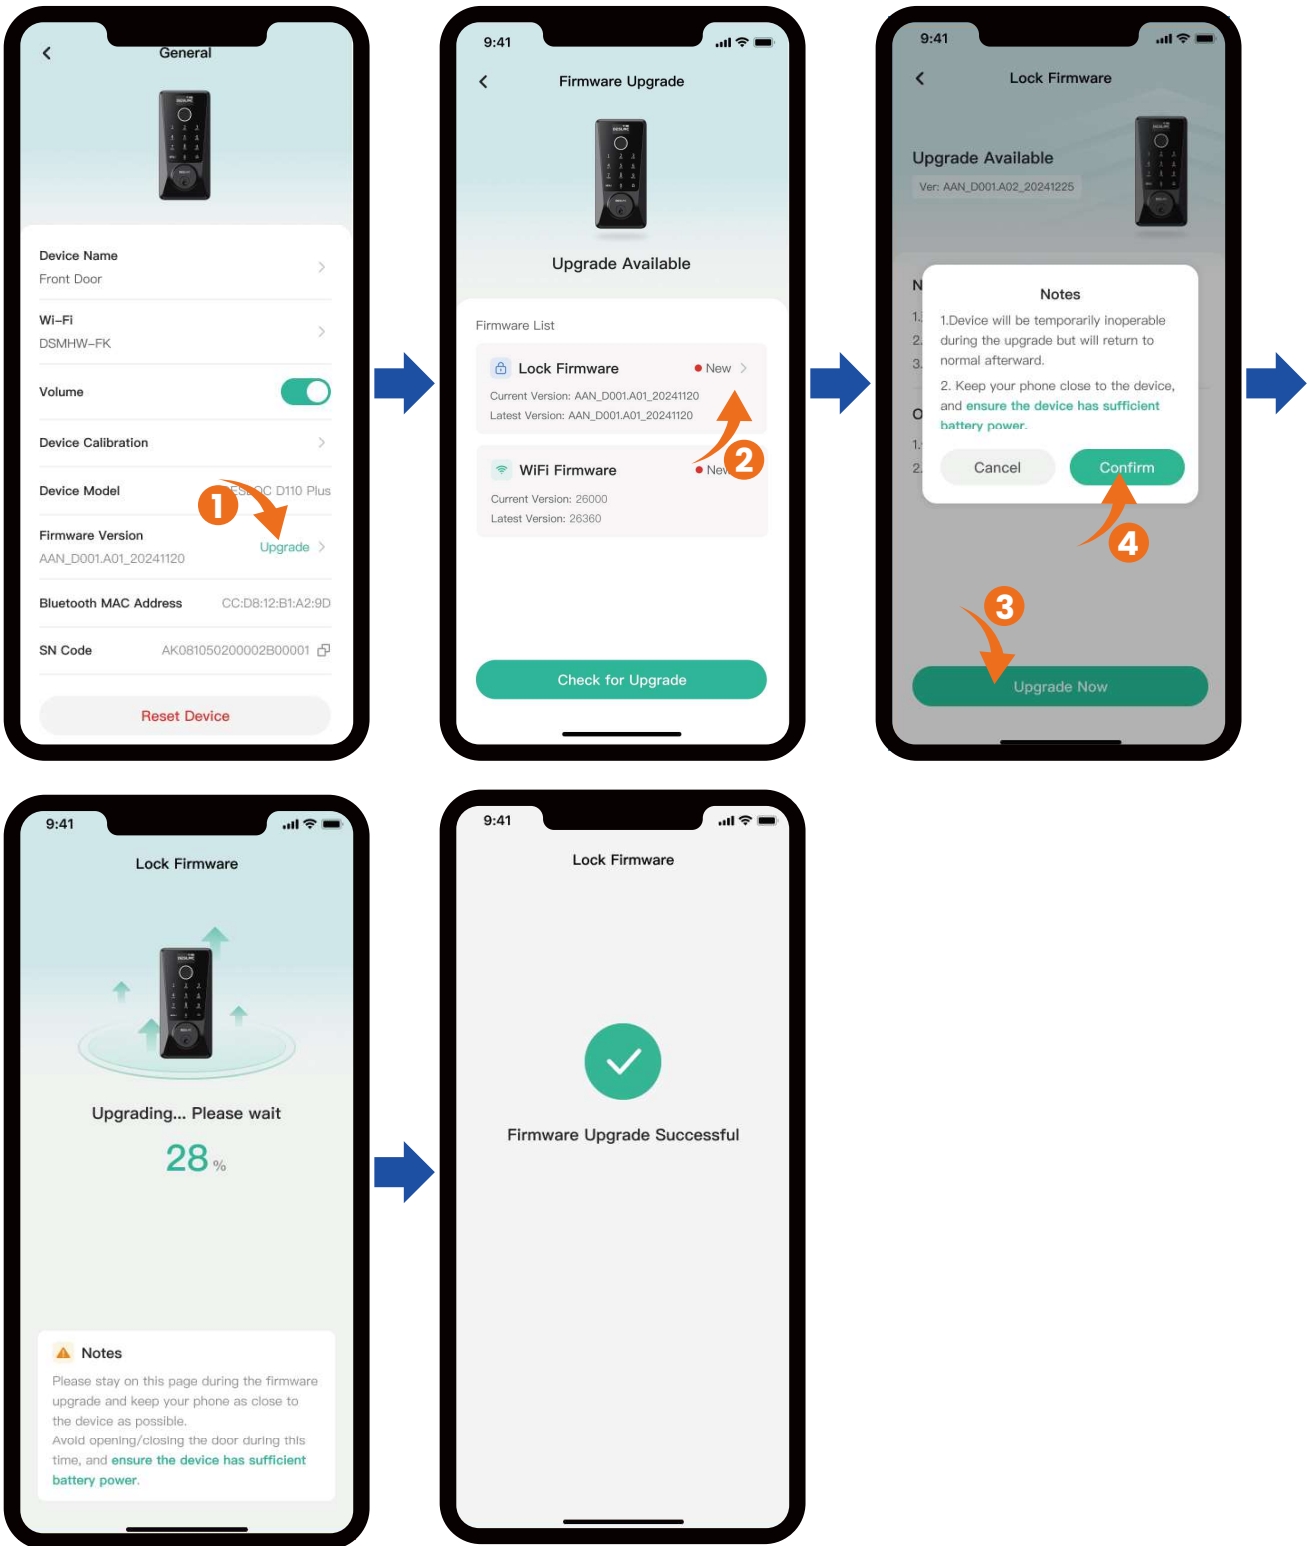 General
Device Name
Front Door
Wi-Fi
DSMHW-FK
Volume
Device Calibration
Device Model
D110 Plus
1
Firmware Version
AAN_D001.A01_20241120
Upgrade
Bluetooth MAC Address
CC:D8:12:B1:A2:9D
SN Code
AK081050200002B00001
Reset Device
9:41
Firmware Upgrade
Upgrade Available
Firmware List
Lock Firmware
New
Current Version: AAN_D001.A01_20241120
Latest Version: AAN_D001.A01_20241120
2
WiFi Firmware
New
Current Version: 26000
Latest Version: 26360
Check for Upgrade
9:41
Lock Firmware
Upgrade Available
Ver: AAN_D001.A02_20241225
Notes
1.Device will be temporarily inoperable
during the upgrade but will return to
normal afterward.
2. Keep your phone close to the device,
and ensure the device has sufficient
battery power.
Cancel
Confirm
4
3
Upgrade Now
9:41
Lock Firmware
Upgrading... Please wait
28 %
Notes
Please stay on this page during the firmware
upgrade and keep your phone as close to
the device as possible.
Avoid opening/closing the door during this
time, and ensure the device has sufficient
battery power.
9:41
Lock Firmware
Firmware Upgrade Successful